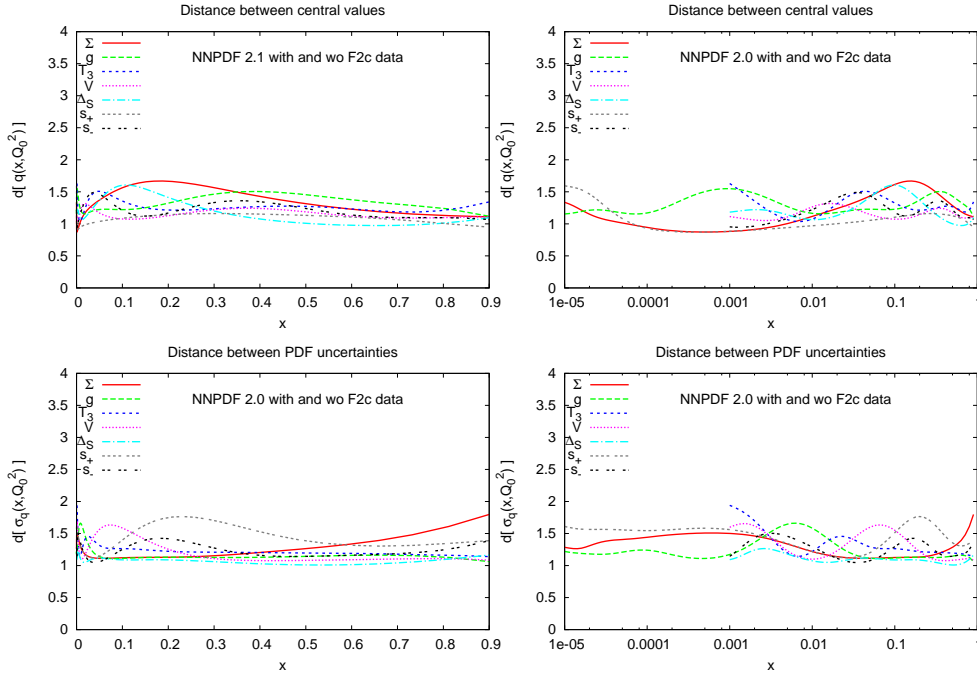 Distance between central values
4
3.5
3
2.5
2
1.5
1
0.5
0
d[ q(x,Q0²) ]
Σ
g
T3
V
ΔS
s+
s-
NNPDF 2.1 with and wo F2c data
0 0.1 0.2 0.3 0.4 0.5 0.6 0.7 0.8 0.9
x
Distance between central values
4
3.5
3
2.5
2
1.5
1
0.5
0
d[ q(x,Q0²) ]
Σ
g
T3
V
ΔS
s+
s-
NNPDF 2.0 with and wo F2c data
1e-05 0.0001 0.001 0.01 0.1 1
x
Distance between PDF uncertainties
4
3.5
3
2.5
2
1.5
1
0.5
0
d[ σq(x,Q0²) ]
Σ
g
T3
V
ΔS
s+
s-
NNPDF 2.0 with and wo F2c data
0 0.1 0.2 0.3 0.4 0.5 0.6 0.7 0.8 0.9
x
Distance between PDF uncertainties
4
3.5
3
2.5
2
1.5
1
0.5
0
d[ σq(x,Q0²) ]
Σ
g
T3
V
ΔS
s+
s-
NNPDF 2.0 with and wo F2c data
1e-05 0.0001 0.001 0.01 0.1 1
x